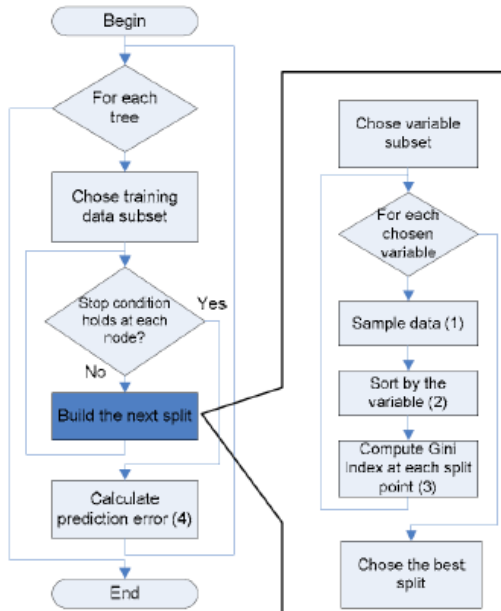 Begin
For each
tree
Chose training
data subset
Stop condition
holds at each
node?
Yes
No
Build the next split
Calculate
prediction error (4)
End
Chose variable
subset
For each
chosen
variable
Sample data (1)
Sort by the
variable (2)
Compute Gini
Index at each split
point (3)
Chose the best
split